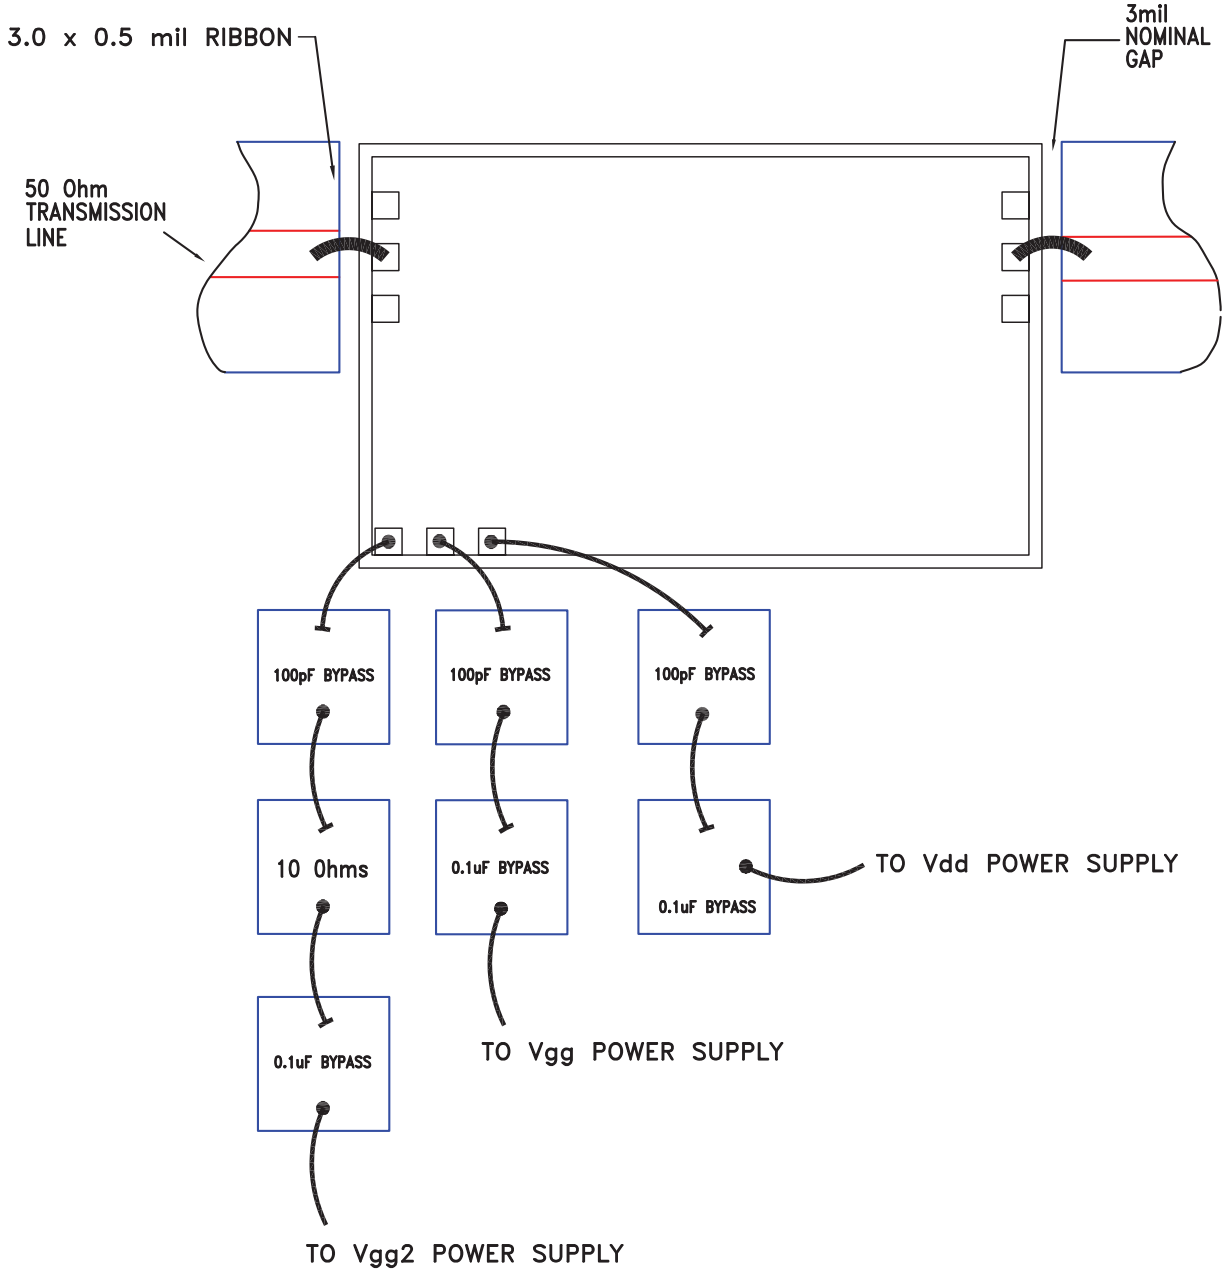 3.0 x 0.5 mil RIBBON
3mil
NOMINAL
GAP
50 Ohm
TRANSMISSION
LINE
100pF BYPASS
100pF BYPASS
100pF BYPASS
10 Ohms
0.1uF BYPASS
TO Vdd POWER SUPPLY
0.1uF BYPASS
TO Vgg POWER SUPPLY
0.1uF BYPASS
TO Vgg2 POWER SUPPLY